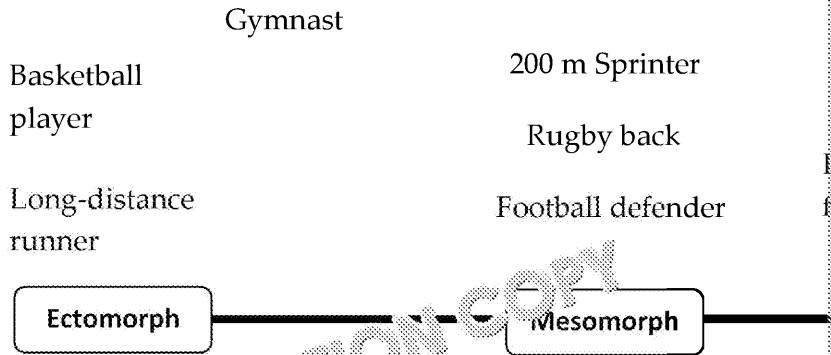 Gymnast
Basketball
player
200 m Sprinter
Rugby back
Long-distance
runner
Football defender
Ectomorph
Mesomorph